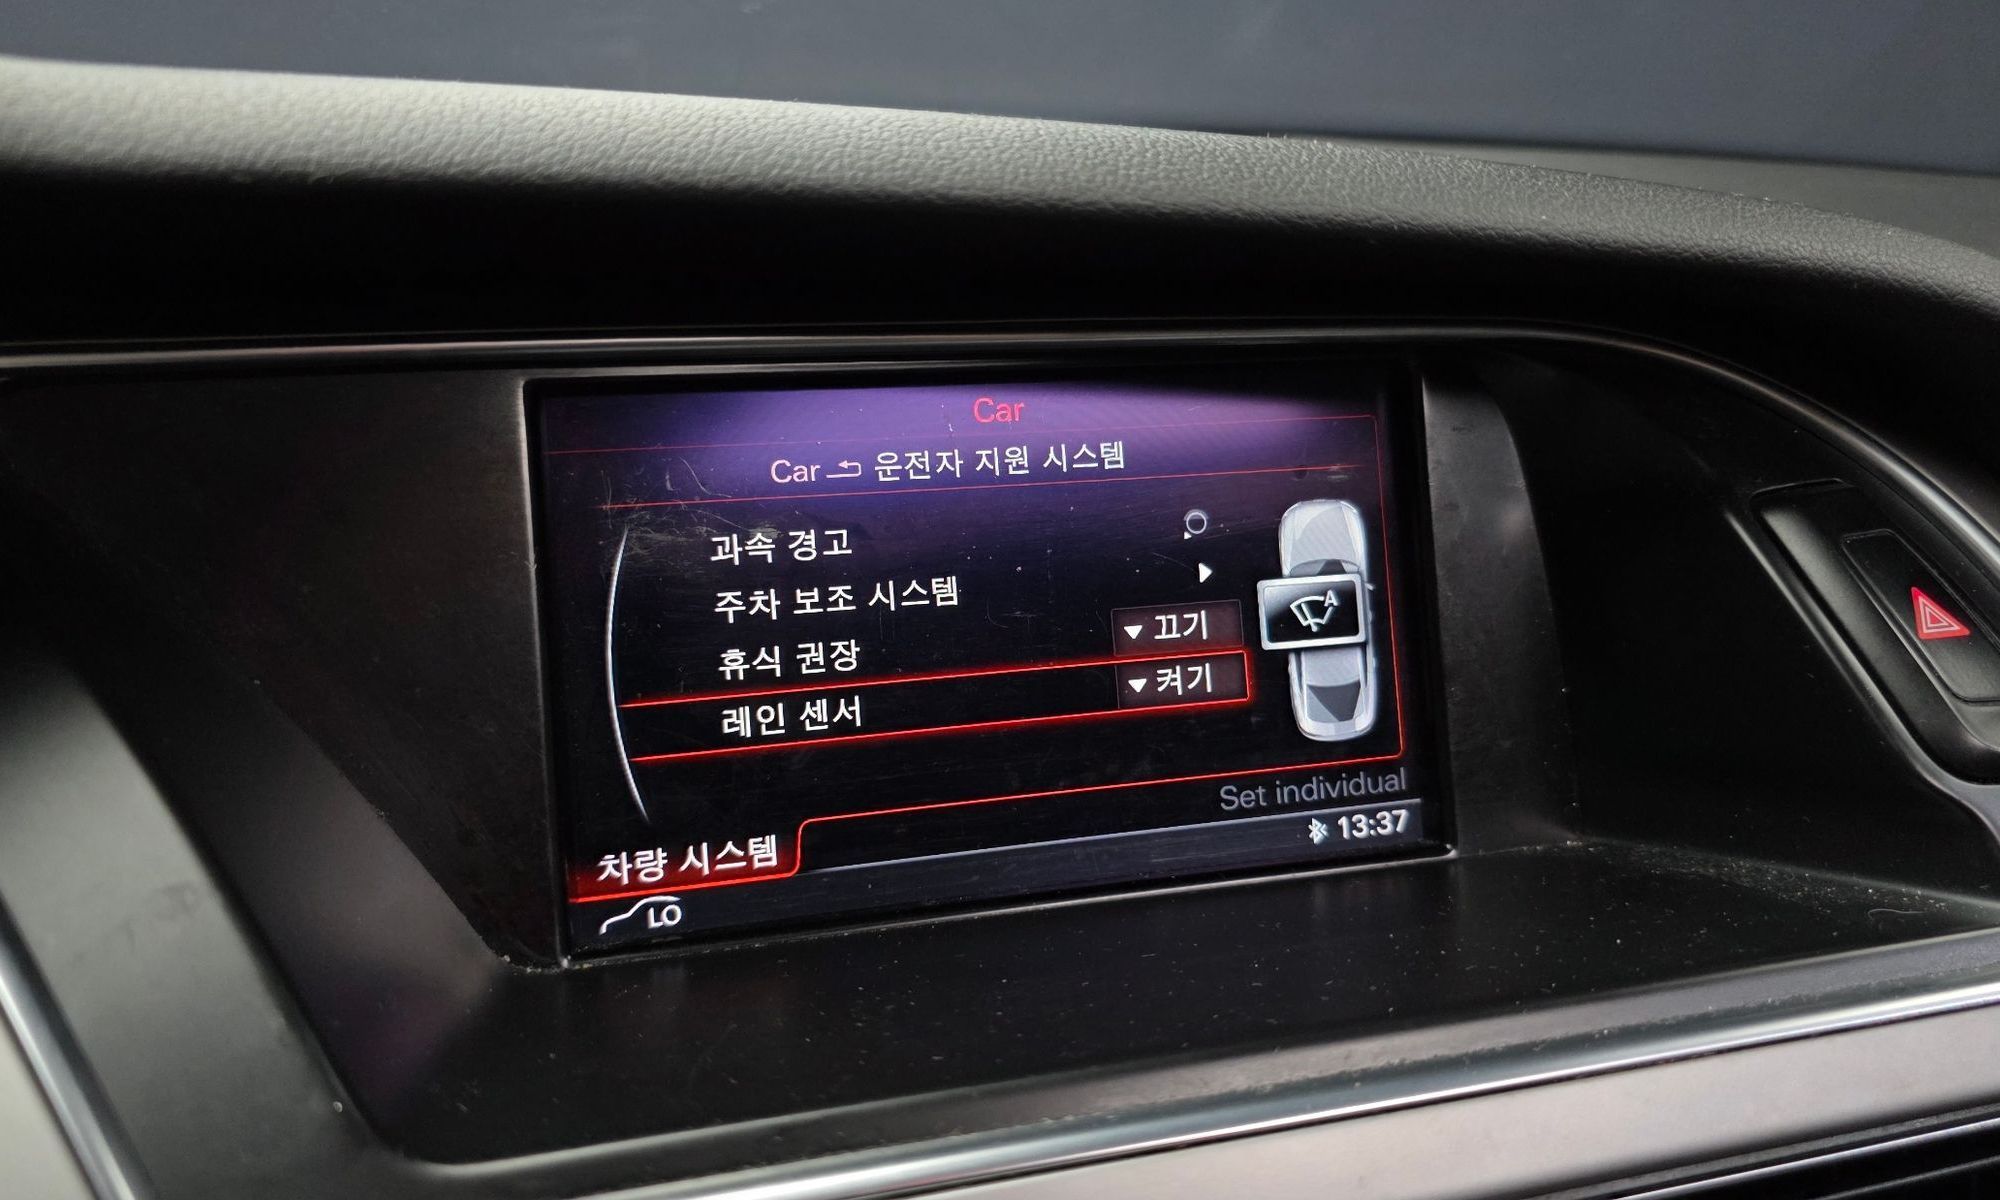 Car
Car 운전자 지원 시스템
과속 경고
주차 보조 시스템
휴식 권장 끄기
레인 센서 켜기
A
Set individual
차량 시스템 13:37
LO